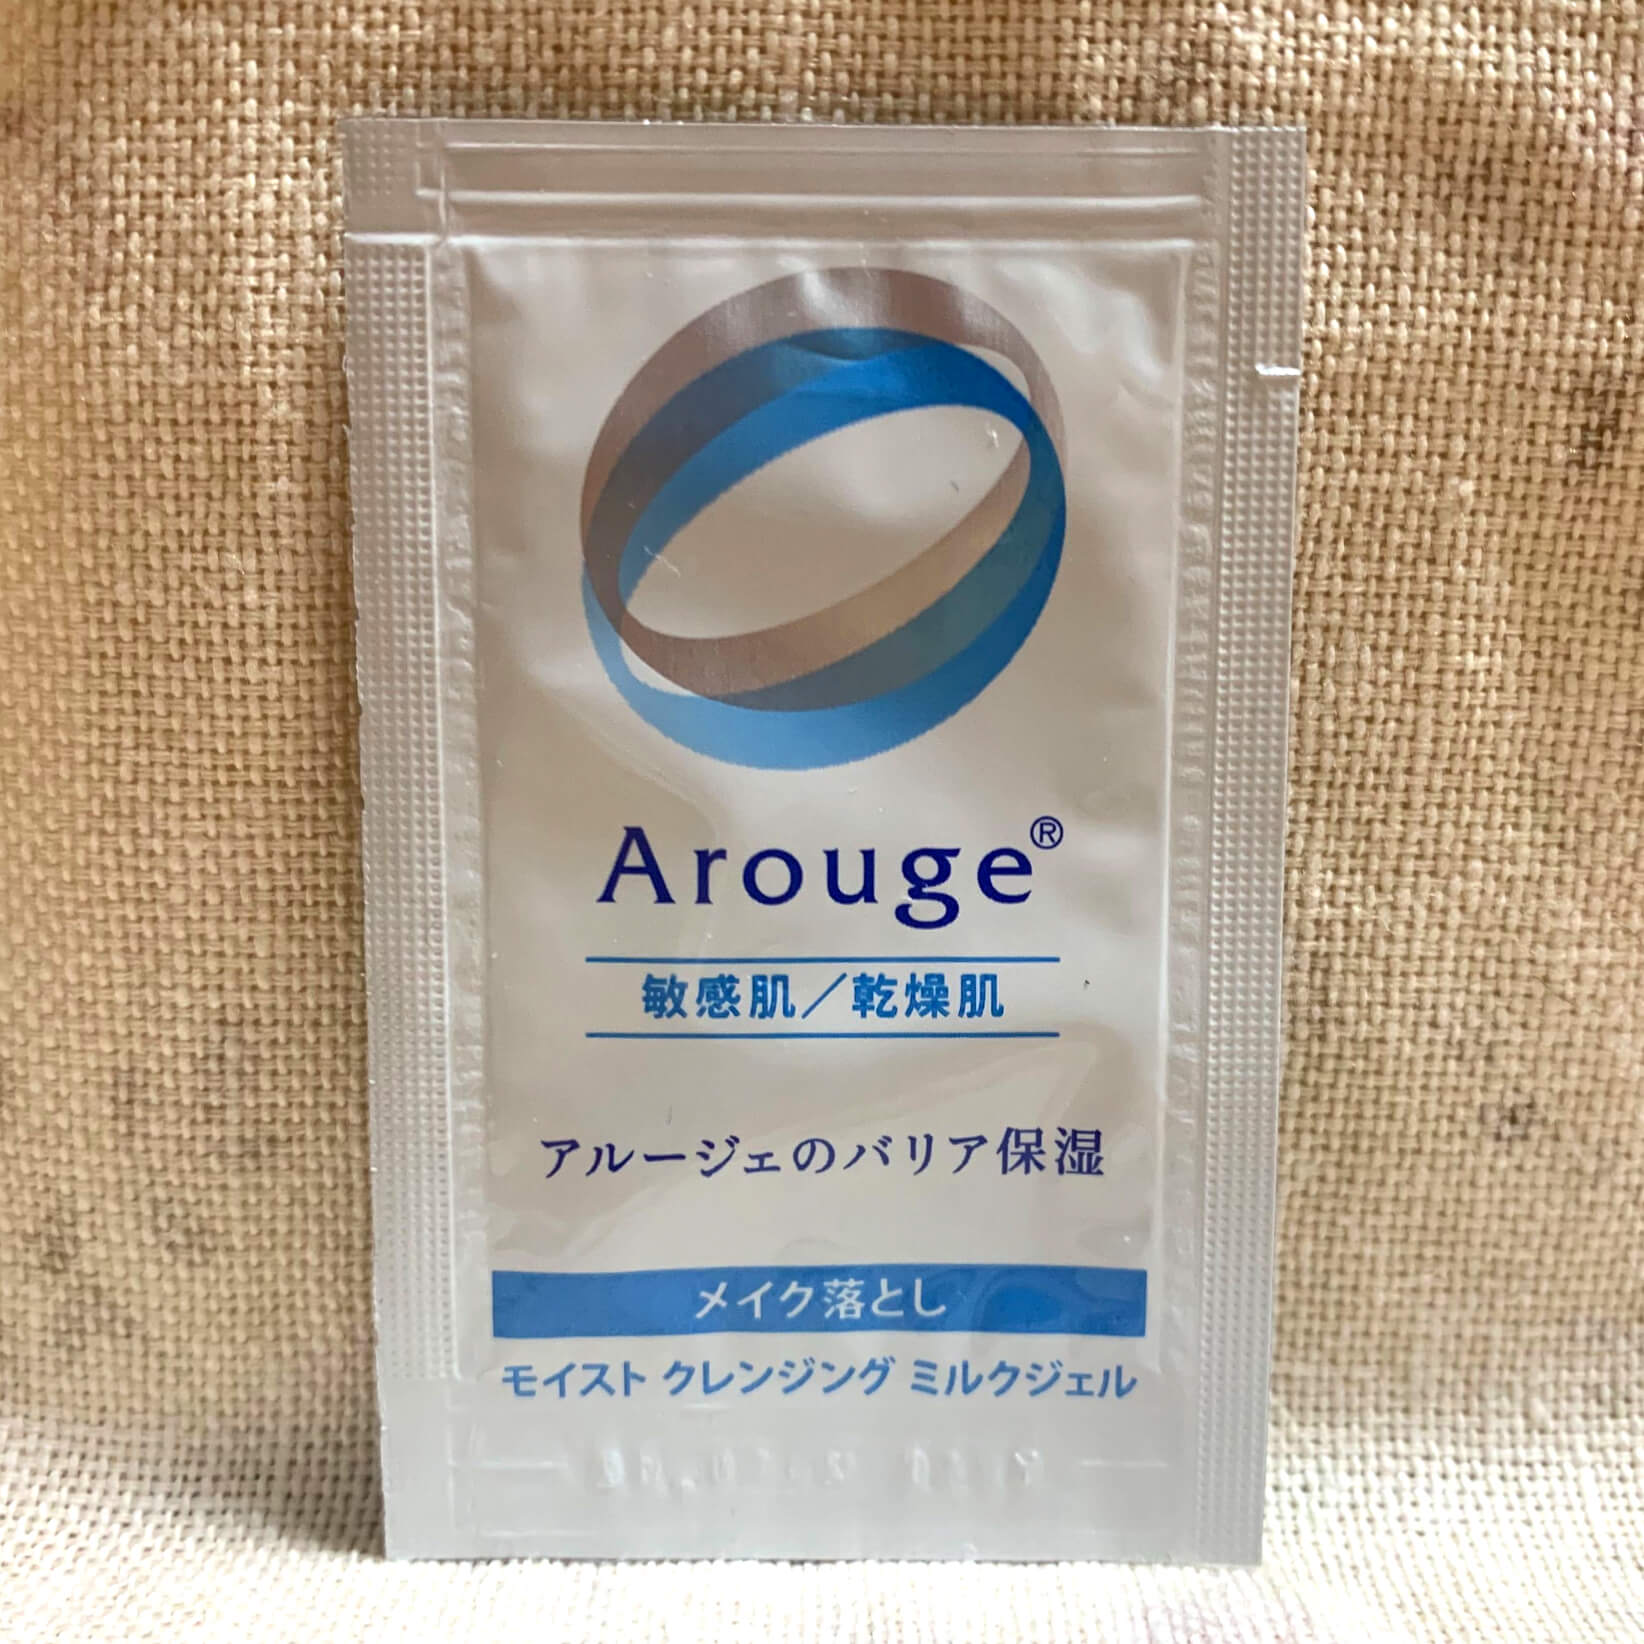 Arouge®
敏感肌／乾燥肌
アルージェのバリア保湿
メイク落とし
モイスト クレンジング ミルクジェル